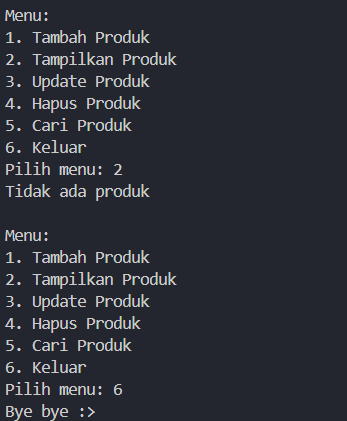 Menu:
1. Tambah Produk
2. Tampilkan Produk
3. Update Produk
4. Hapus Produk
5. Cari Produk
6. Keluar
Pilih menu: 2
Tidak ada produk

Menu:
1. Tambah Produk
2. Tampilkan Produk
3. Update Produk
4. Hapus Produk
5. Cari Produk
6. Keluar
Pilih menu: 6
Bye bye :>